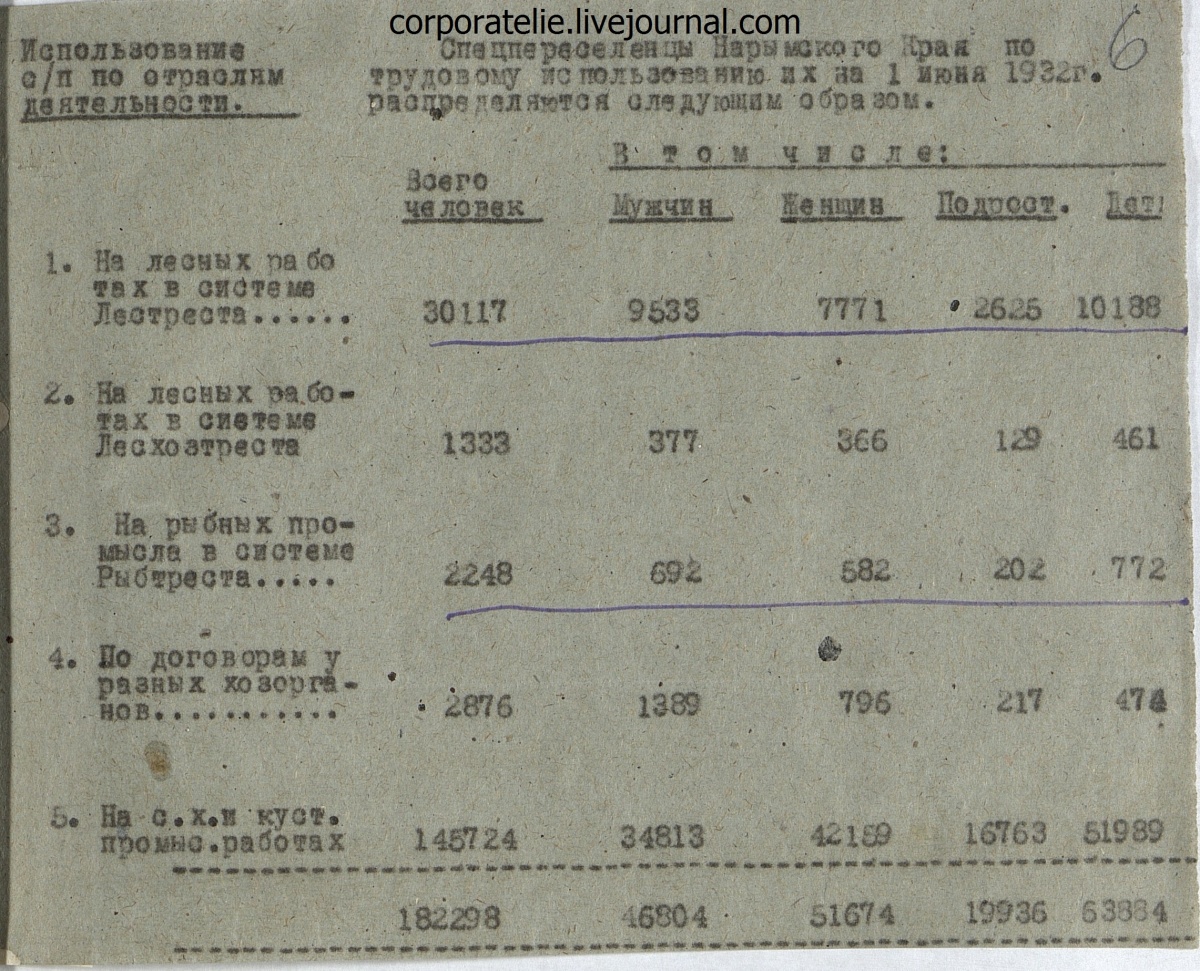 corporatelie.livejournal.com
6
Использование
с/п по отраслям
деятельности.
Спецпереселенцы Нарымского Края по
трудовому использованию их на 1 июня 1932г.
распределяются следующим образом.
В том числе:
Всего
человек Мужчин Женщин Подрост. Дет
1. На лесных рабо
тах в системе
Лестреста...... 30117 9533 7771 2625 10188
2. На лесных рабо-
тах в системе
Лесхозтреста 1333 377 366 129 461
3. На рыбных про-
мысла в системе
Рыбтреста..... 2248 692 582 202 772
4. По договорам у
разных хозорга-
нов........... 2876 1389 796 217 474
5. На с.х.и куст.
промыс.работах 145724 34813 42159 16763 51989
182298 46804 51674 19936 63884